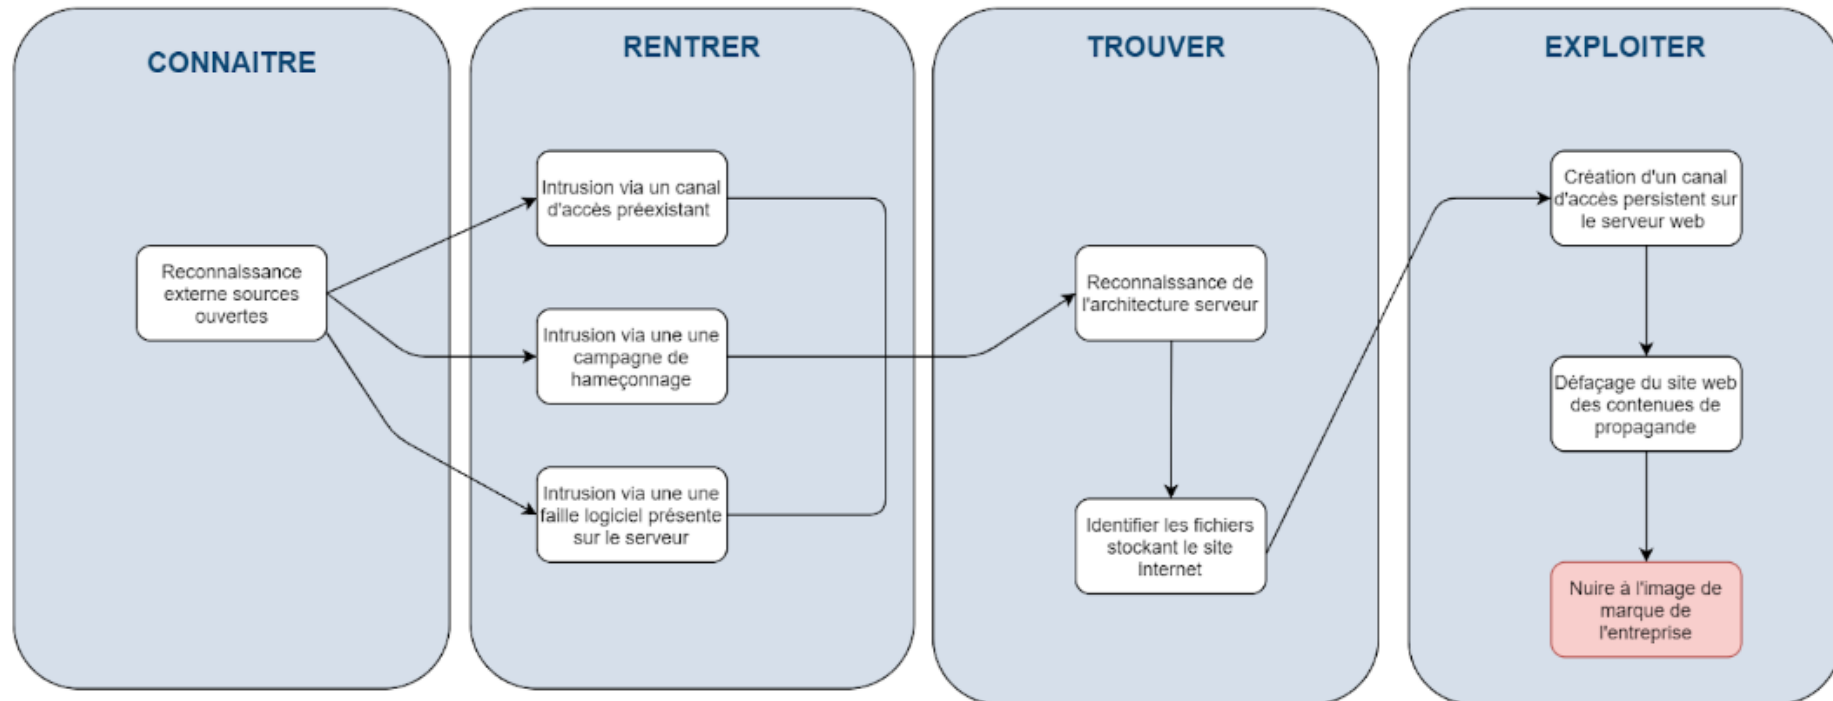 CONNAITRE
Reconnaissance
externe sources
ouvertes
RENTRER
Intrusion via un canal
d'accès préexistant
Intrusion via une une
campagne de
hameçonnage
Intrusion via une une
faille logiciel présente
sur le serveur
TROUVER
Reconnaissance de
l'architecture serveur
Identifier les fichiers
stockant le site
Internet
EXPLOITER
Création d'un canal
d'accès persistent sur
le serveur web
Défaçage du site web
des contenues de
propagande
Nuire à l'image de
marque de
l'entreprise